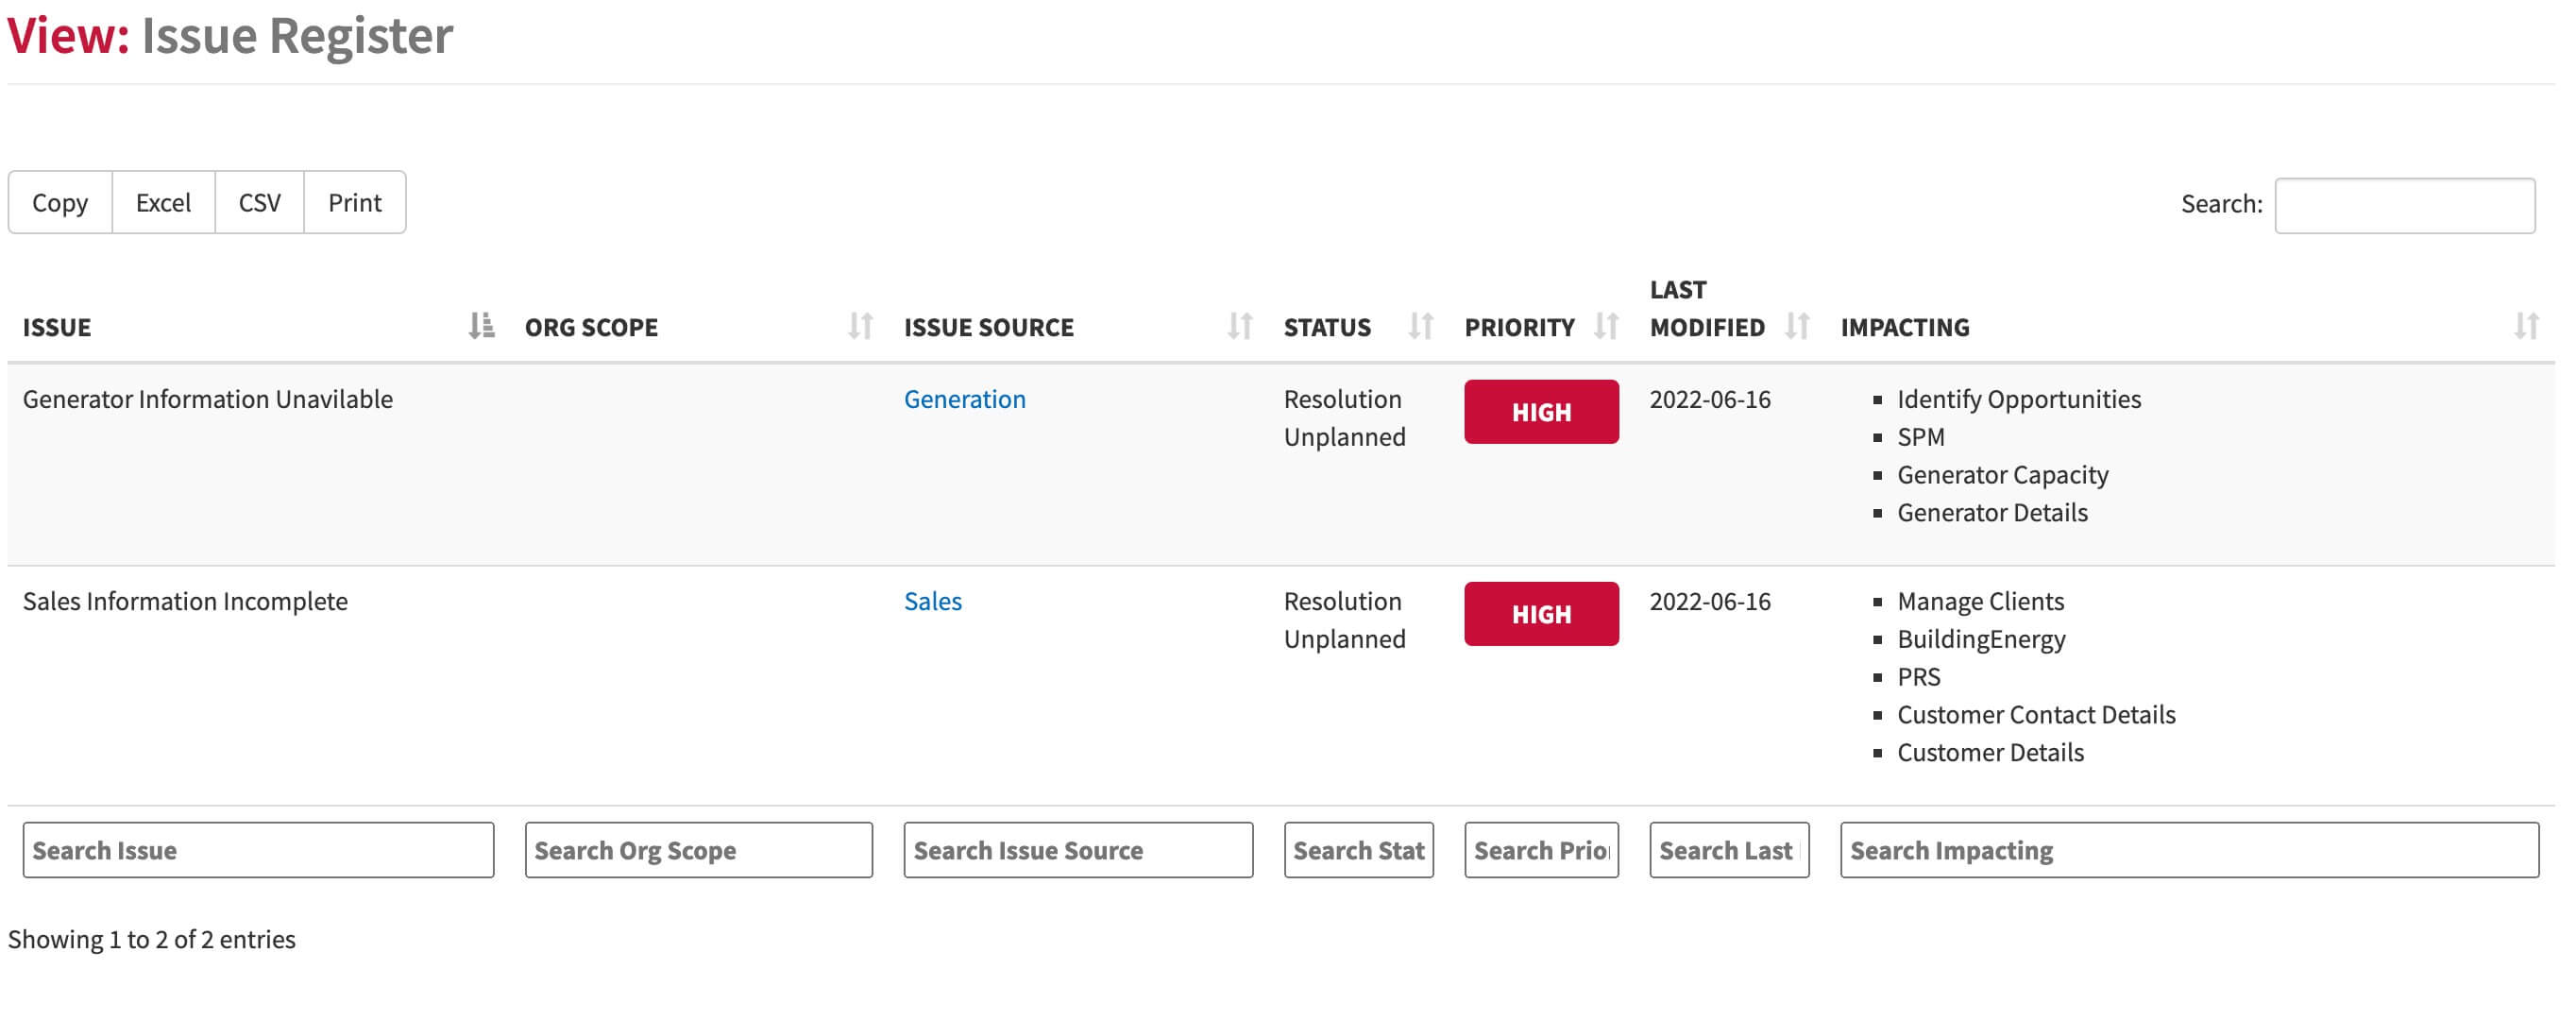 View: Issue Register
Copy Excel CSV Print Search:
ISSUE ORG SCOPE ISSUE SOURCE STATUS PRIORITY LAST MODIFIED IMPACTING
Generator Information Unavilable Generation Resolution Unplanned HIGH 2022-06-16
Identify Opportunities
SPM
Generator Capacity
Generator Details
Sales Information Incomplete Sales Resolution Unplanned HIGH 2022-06-16
Manage Clients
BuildingEnergy
PRS
Customer Contact Details
Customer Details
Search Issue Search Org Scope Search Issue Source Search Stat Search Prio Search Last Search Impacting
Showing 1 to 2 of 2 entries